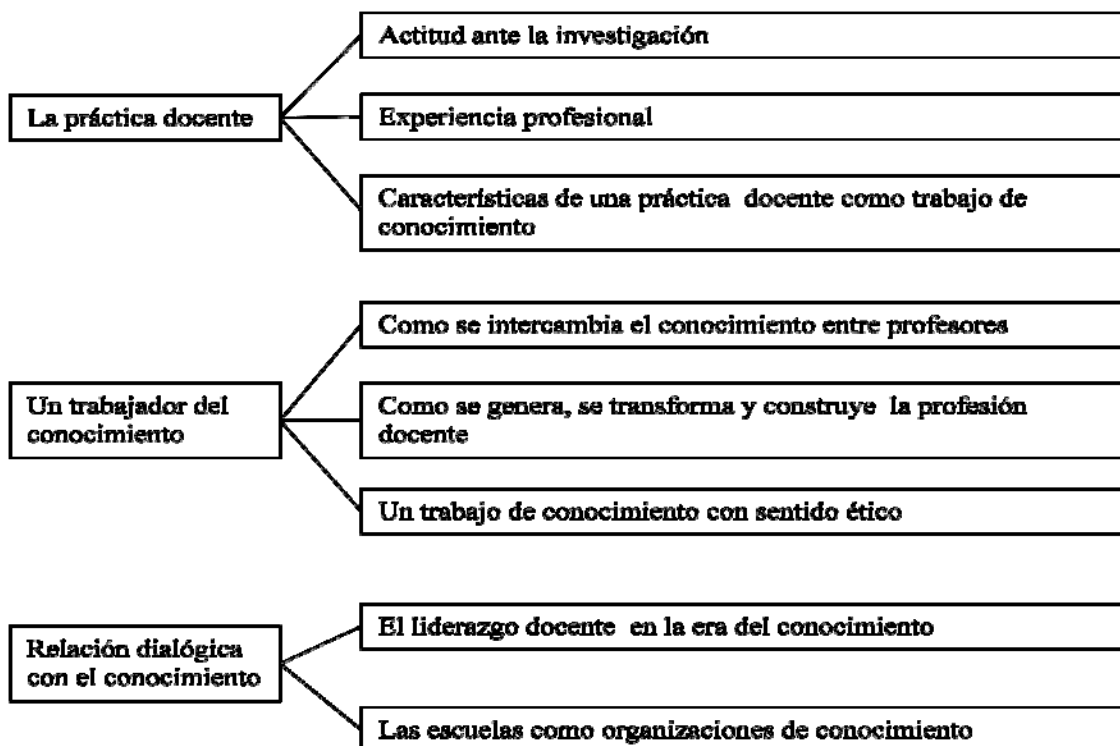 Actitud ante la investigación
La práctica docente
Experiencia profesional
Características de una práctica docente como trabajo de
conocimiento
Como se intercambia el conocimiento entre profesores
Un trabajador del
conocimiento
Como se genera, se transforma y construye la profesión
docente
Un trabajo de conocimiento con sentido ético
Relación dialógica
con el conocimiento
El liderazgo docente en la era del conocimiento
Las escuelas como organizaciones de conocimiento